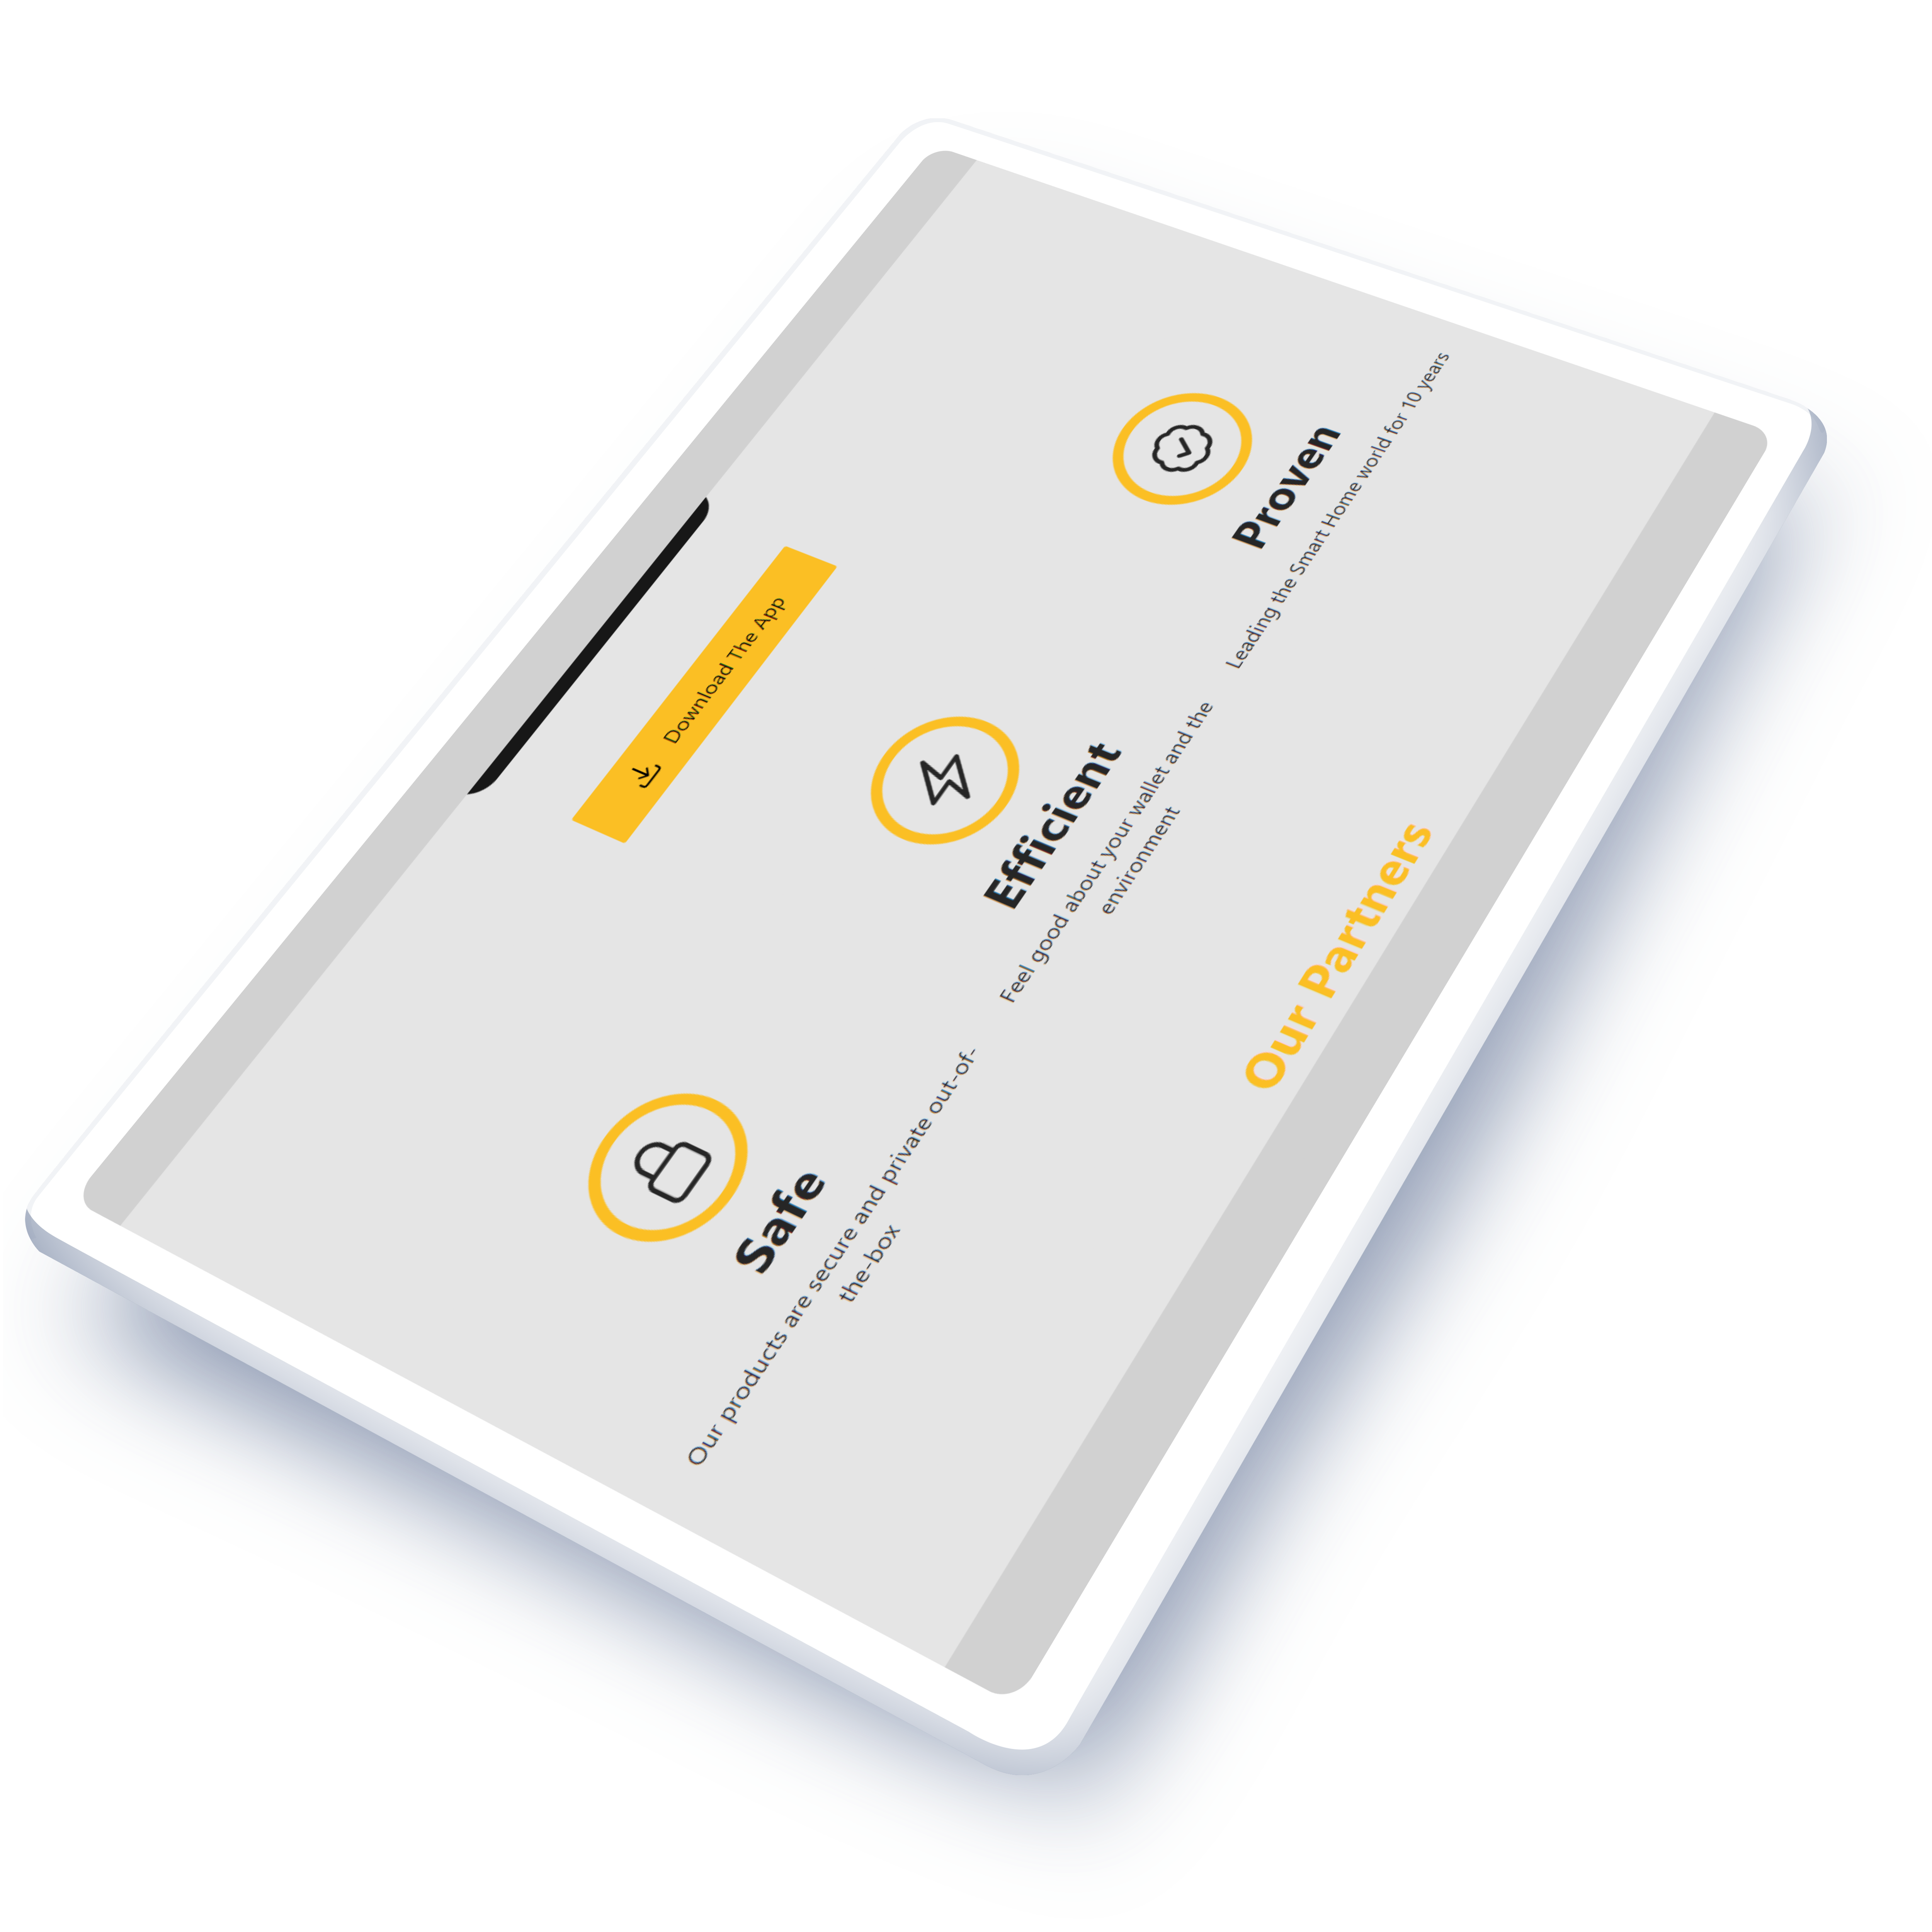 Download The App
Safe
Our products are secure and private out-of-
the-box
Efficient
Feel good about your wallet and the
environment
Proven
Leading the Smart Home world for 10 years
Our Partners